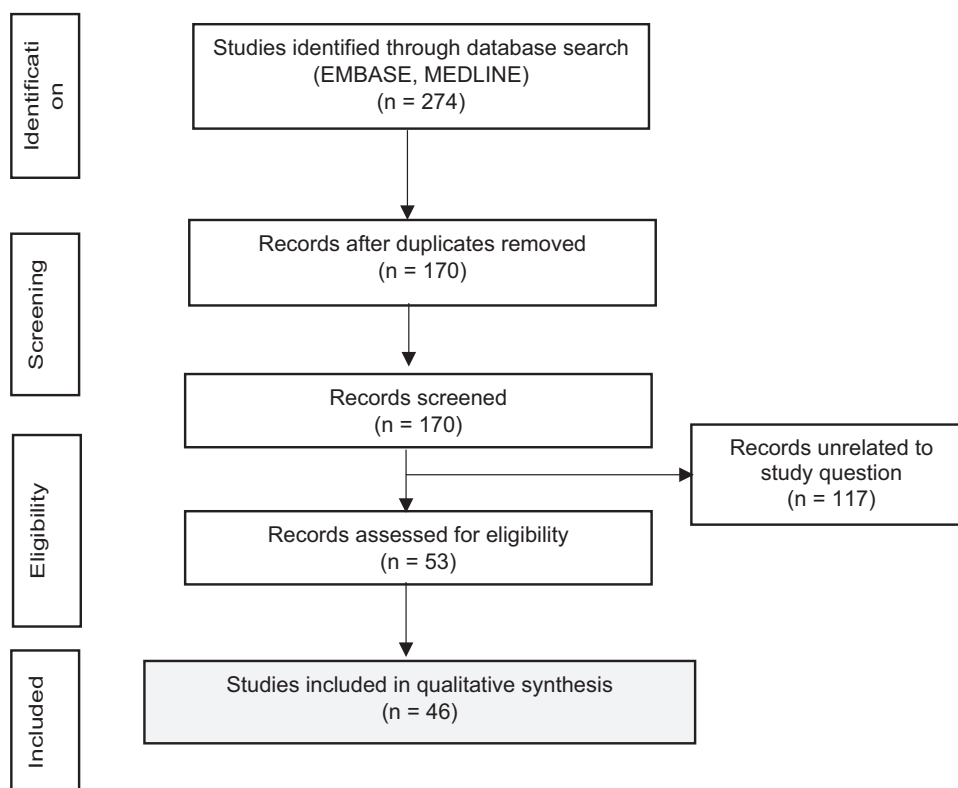 Identificati
on
Studies identified through database search
(EMBASE, MEDLINE)
(n = 274)
Screening
Records after duplicates removed
(n = 170)
Records screened
(n = 170)
Eligibility
Records unrelated to
study question
(n = 117)
Records assessed for eligibility
(n = 53)
Included
Studies included in qualitative synthesis
(n = 46)